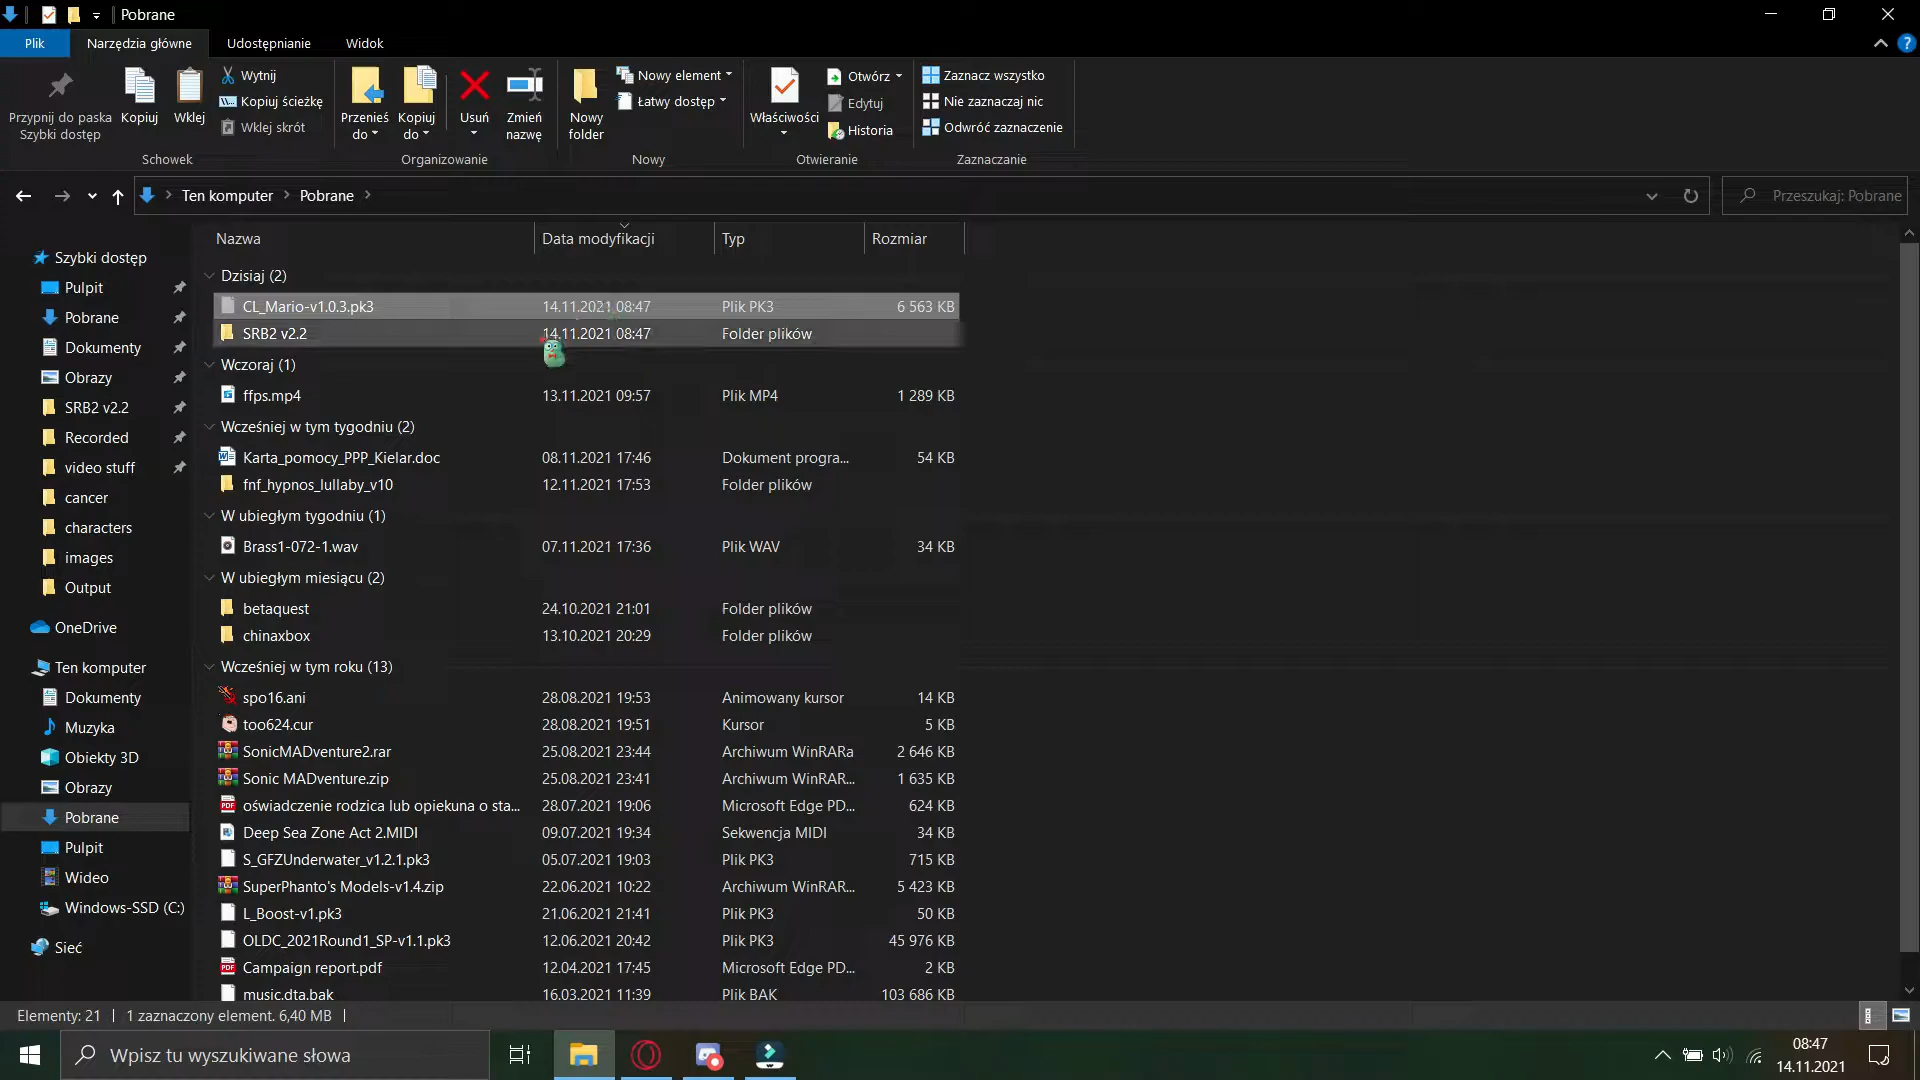 Pobrane
Plik
Narzędzia główne
Udostępnianie
Widok
?
Przypnij do paska
Szybki dostęp
Kopiuj
Wklej
Wytnij
Kopiuj ścieżkę
Wklej skrót
Schowek
Przenieś
do
Kopiuj
do
Usuń
Zmień
nazwę
Organizowanie
Nowy
folder
Nowy element
Łatwy dostęp
Nowy
Właściwości
Otwórz
Edytuj
Historia
Otwieranie
Zaznacz wszystko
Nie zaznaczaj nic
Odwróć zaznaczenie
Zaznaczanie
Ten komputer
Pobrane
Przeszukaj: Pobrane
Szybki dostęp
Pulpit
Pobrane
Dokumenty
Obrazy
SRB2 v2.2
Recorded
video stuff
cancer
characters
images
Output
OneDrive
Ten komputer
Dokumenty
Muzyka
Obiekty 3D
Obrazy
Pobrane
Pulpit
Wideo
Windows-SSD (C:)
Sieć
Nazwa Data modyfikacji Typ Rozmiar
Dzisiaj (2)
CL_Mario-v1.0.3.pk3 14.11.2021 08:47 Plik PK3 6 563 KB
SRB2 v2.2 14.11.2021 08:47 Folder plików
Wczoraj (1)
ffps.mp4 13.11.2021 09:57 Plik MP4 1 289 KB
Wcześniej w tym tygodniu (2)
Karta_pomocy_PPP_Kielar.doc 08.11.2021 17:46 Dokument progra... 54 KB
fnf_hypnos_lullaby_v10 12.11.2021 17:53 Folder plików
W ubiegłym tygodniu (1)
Brass1-072-1.wav 07.11.2021 17:36 Plik WAV 34 KB
W ubiegłym miesiącu (2)
betaquest 24.10.2021 21:01 Folder plików
chinaxbox 13.10.2021 20:29 Folder plików
Wcześniej w tym roku (13)
spo16.ani 28.08.2021 19:53 Animowany kursor 14 KB
too624.cur 28.08.2021 19:51 Kursor 5 KB
SonicMADventure2.rar 25.08.2021 23:44 Archiwum WinRARa 2 646 KB
Sonic MADventure.zip 25.08.2021 23:41 Archiwum WinRAR... 1 635 KB
oświadczenie rodzica lub opiekuna o sta... 28.07.2021 19:06 Microsoft Edge PD... 624 KB
Deep Sea Zone Act 2.MIDI 09.07.2021 19:34 Sekwencja MIDI 34 KB
S_GFZUnderwater_v1.2.1.pk3 05.07.2021 19:03 Plik PK3 715 KB
SuperPhanto's Models-v1.4.zip 22.06.2021 10:22 Archiwum WinRAR... 5 423 KB
L_Boost-v1.pk3 21.06.2021 21:41 Plik PK3 50 KB
OLDC_2021Round1_SP-v1.1.pk3 12.06.2021 20:42 Plik PK3 45 976 KB
Campaign report.pdf 12.04.2021 17:45 Microsoft Edge PD... 2 KB
music.dta.bak 16.03.2021 11:39 Plik BAK 103 686 KB
Elementy: 21 1 zaznaczony element. 6,40 MB
Wpisz tu wyszukiwane słowa
08:47
14.11.2021